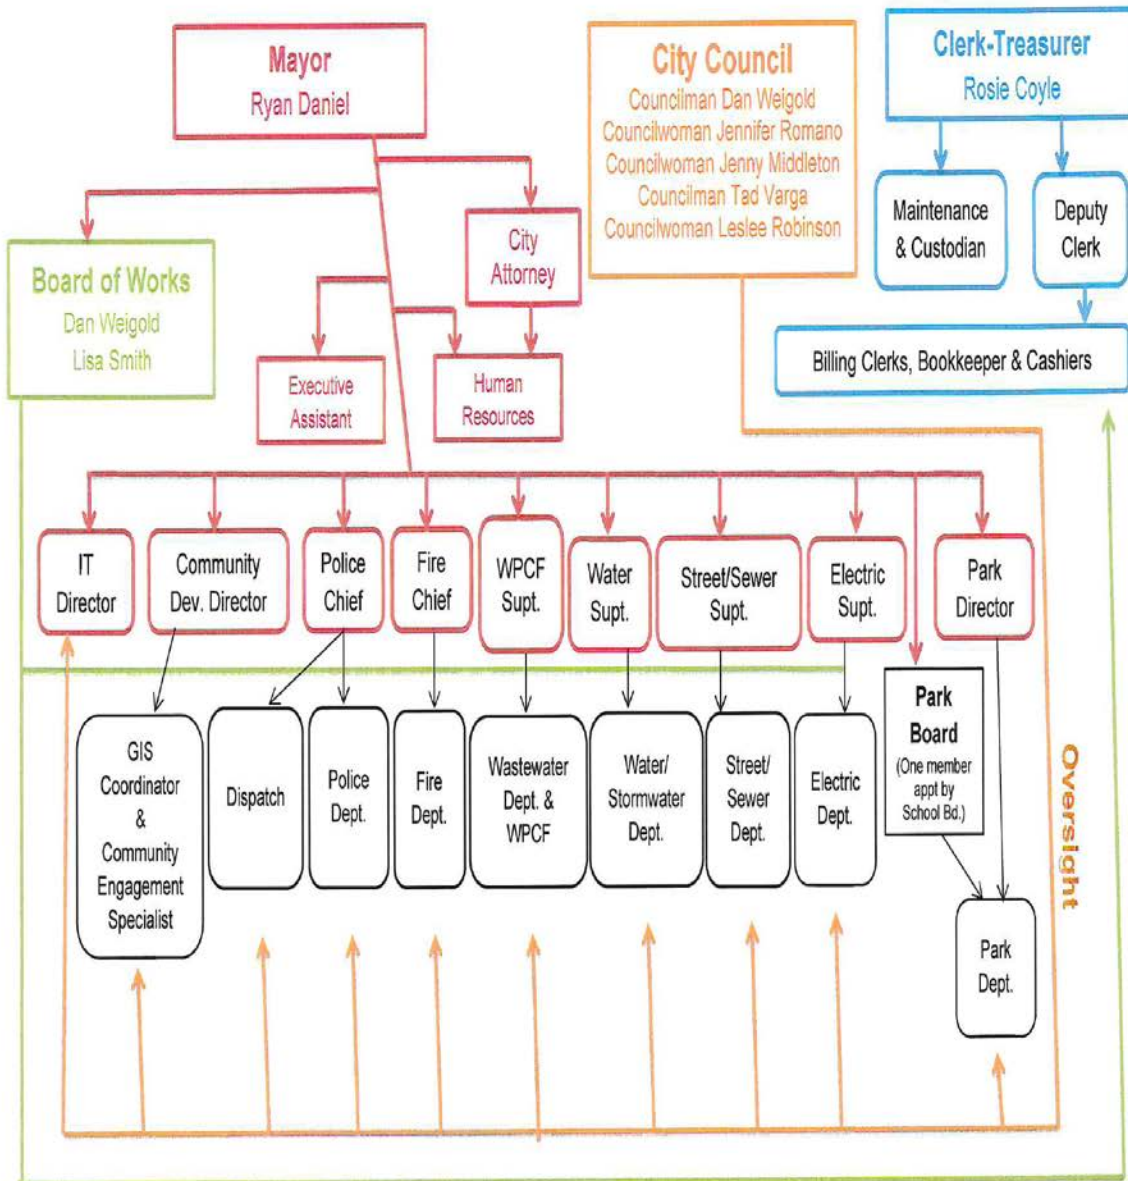 Mayor
Ryan Daniel
City Council
Councilman Dan Weigold
Councilwoman Jennifer Romano
Councilwoman Jenny Middleton
Councilman Tad Varga
Councilwoman Leslee Robinson
Clerk-Treasurer
Rosie Coyle
Maintenance
& Custodian
Deputy
Clerk
Billing Clerks, Bookkeeper & Cashiers
City
Attorney
Board of Works
Dan Weigold
Lisa Smith
Executive
Assistant
Human
Resources
IT
Director
Community
Dev. Director
Police
Chief
Fire
Chief
WPCF
Supt.
Water
Supt.
Street/Sewer
Supt.
Electric
Supt.
Park
Director
GIS
Coordinator
&
Community
Engagement
Specialist
Dispatch
Police
Dept.
Fire
Dept.
Wastewater
Dept. &
WPCF
Water/
Stormwater
Dept.
Street/
Sewer
Dept.
Electric
Dept.
Park
Board
(One member
appt by
School Bd.)
Park
Dept.
Oversight